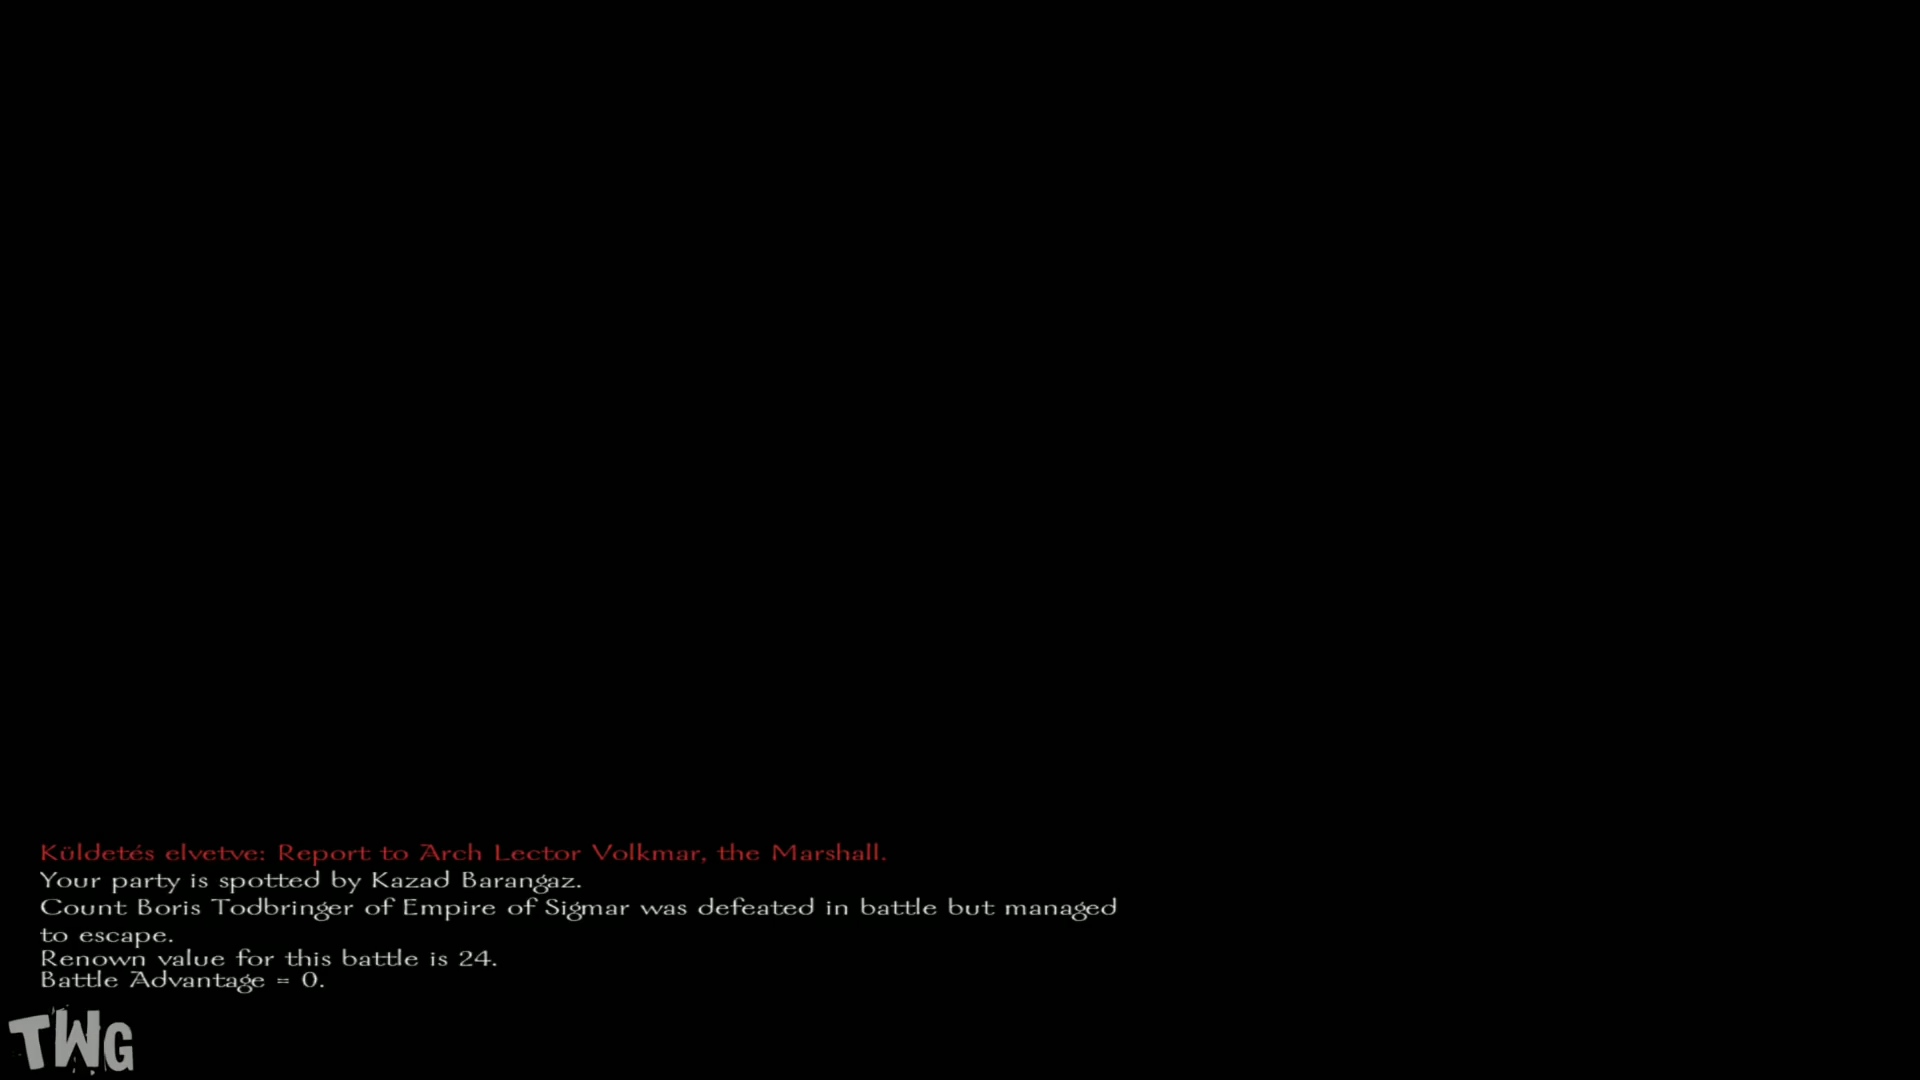 Küldetés elvetve: Report to Arch Lector Volkmar, the Marshall.
Your party is spotted by Kazad Barangaz.
Count Boris Todbringer of Empire of Sigmar was defeated in battle but managed
to escape.
Renown value for this battle is 24.
Battle Advantage = 0.
TWG